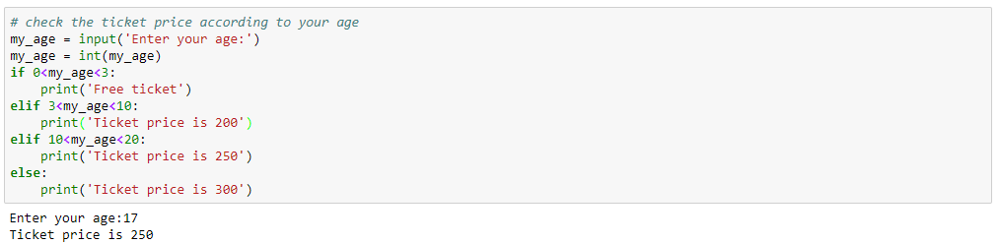 # check the ticket price according to your age
my_age = input('Enter your age:')
my_age = int(my_age)
if 0<my_age<3:
    print('Free ticket')
elif 3<my_age<10:
    print('Ticket price is 200')
elif 10<my_age<20:
    print('Ticket price is 250')
else:
    print('Ticket price is 300')
Enter your age:17
Ticket price is 250